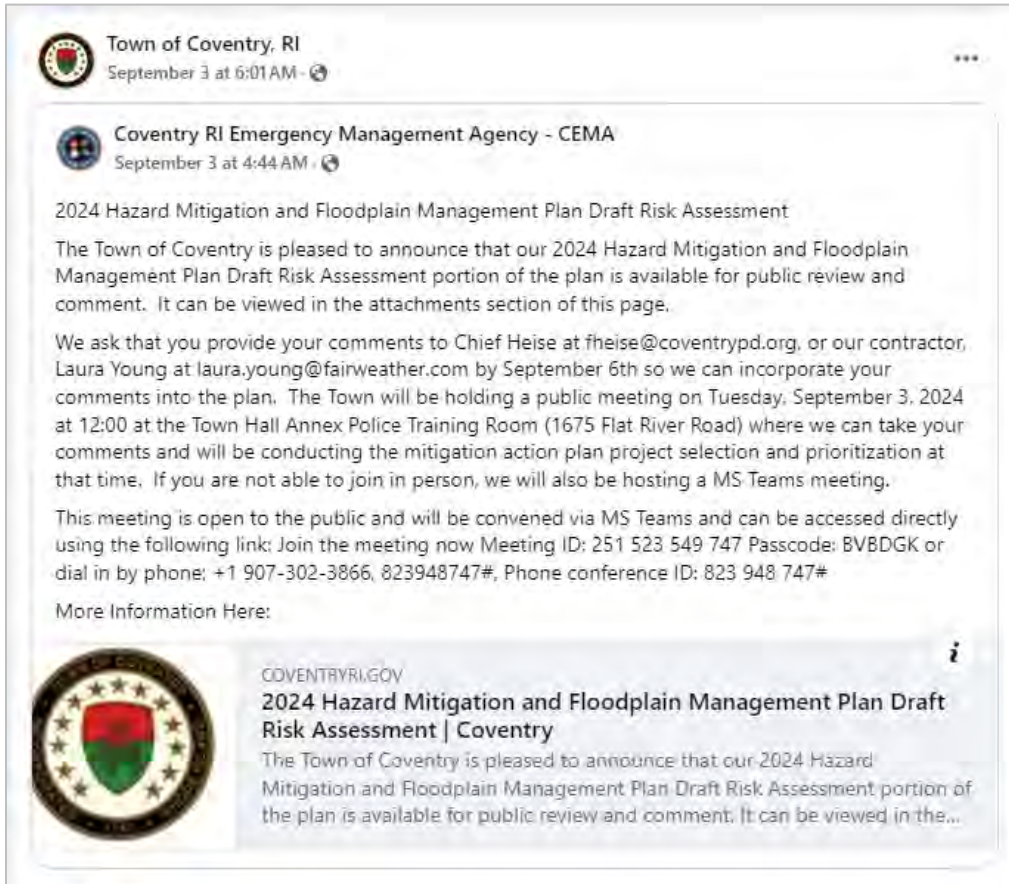 Town of Coventry, RI
September 3 at 6:01 AM
Coventry RI Emergency Management Agency - CEMA
September 3 at 4:44 AM
2024 Hazard Mitigation and Floodplain Management Plan Draft Risk Assessment
The Town of Coventry is pleased to announce that our 2024 Hazard Mitigation and Floodplain
Management Plan Draft Risk Assessment portion of the plan is available for public review and
comment. It can be viewed in the attachments section of this page.
We ask that you provide your comments to Chief Heise at fheise@coventrypd.org, or our contractor,
Laura Young at laura.young@fairweather.com by September 6th so we can incorporate your
comments into the plan. The Town will be holding a public meeting on Tuesday, September 3, 2024
at 12:00 at the Town Hall Annex Police Training Room (1675 Flat River Road) where we can take your
comments and will be conducting the mitigation action plan project selection and prioritization at
that time. If you are not able to join in person, we will also be hosting a MS Teams meeting.
This meeting is open to the public and will be convened via MS Teams and can be accessed directly
using the following link: Join the meeting now Meeting ID: 251 523 549 747 Passcode: BVBDGK or
dial in by phone: +1 907-302-3866, 823948747#, Phone conference ID: 823 948 747#
More Information Here:
i
COVENTRYRI.GOV
2024 Hazard Mitigation and Floodplain Management Plan Draft
Risk Assessment | Coventry
The Town of Coventry is pleased to announce that our 2024 Hazard
Mitigation and Floodplain Management Plan Draft Risk Assessment portion of
the plan is available for public review and comment. It can be viewed in the...